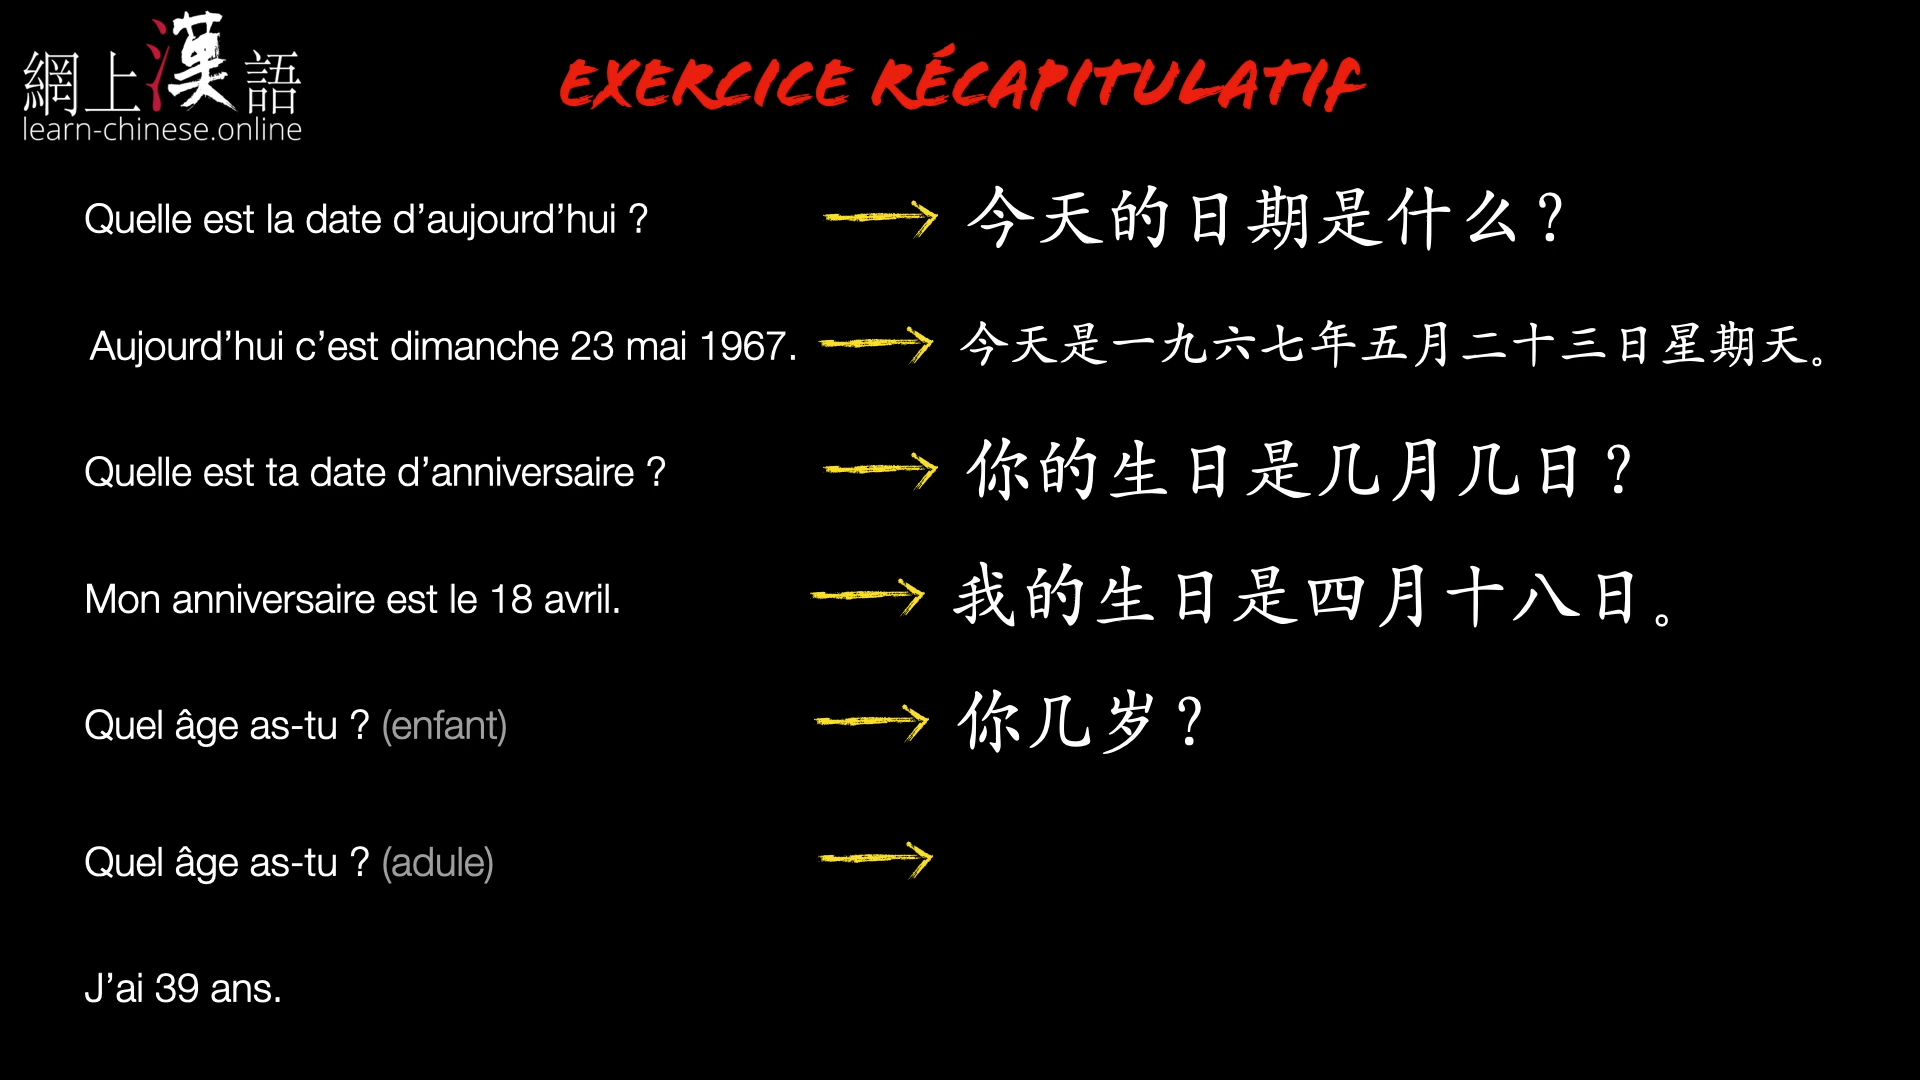 網上漢語
learn-chinese.online
EXERCICE RÉCAPITULATIF
Quelle est la date d’aujourd’hui ? 今天的日期是什么？
Aujourd’hui c’est dimanche 23 mai 1967. 今天是一九六七年五月二十三日星期天。
Quelle est ta date d’anniversaire ? 你的生日是几月几日？
Mon anniversaire est le 18 avril. 我的生日是四月十八日。
Quel âge as-tu ? (enfant) 你几岁？
Quel âge as-tu ? (adule)
J’ai 39 ans.